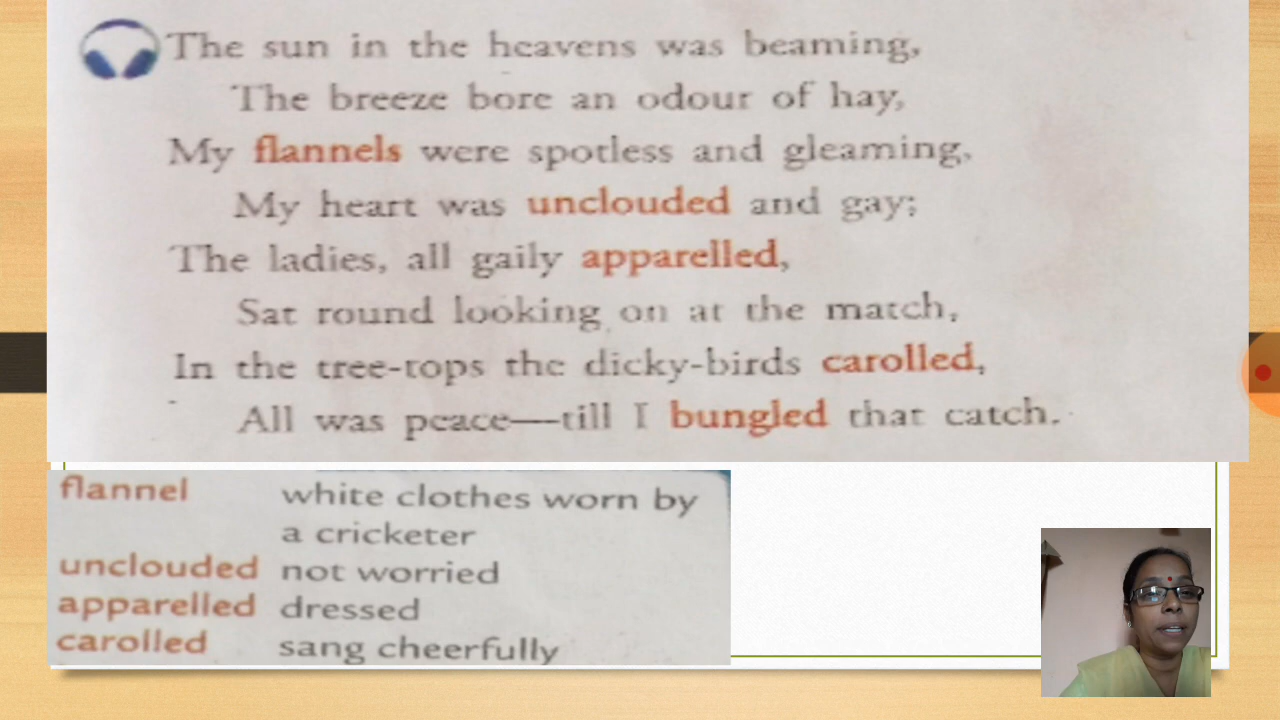 The sun in the heavens was beaming,
The breeze bore an odour of hay,
My flannels were spotless and gleaming,
My heart was unclouded and gay;
The ladies, all gaily apparelled,
Sat round looking on at the match,
In the tree-tops the dicky-birds carolled,
All was peace—till I bungled that catch.
flannel white clothes worn by
a cricketer
unclouded not worried
apparelled dressed
carolled sang cheerfully